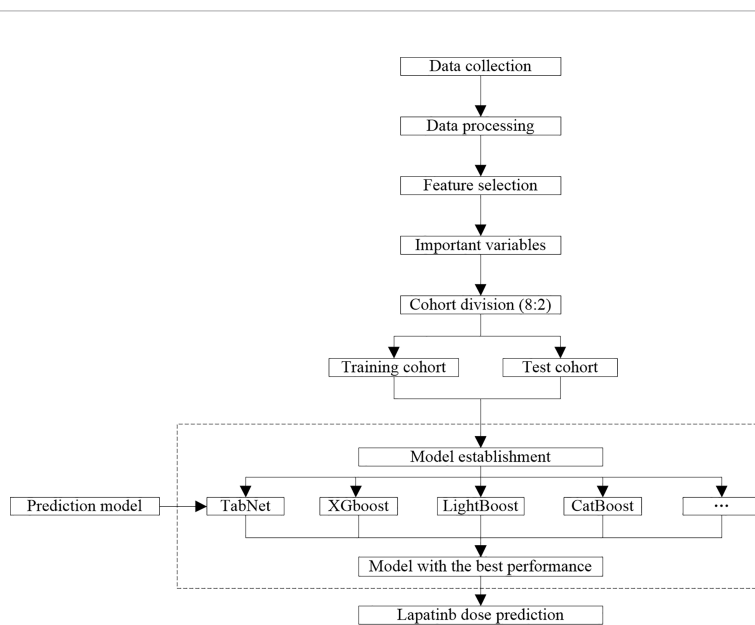 Data collection
Data processing
Feature selection
Important variables
Cohort division (8:2)
Training cohort
Test cohort
Model establishment
Prediction model
TabNet
XGboost
LightBoost
CatBoost
...
Model with the best performance
Lapatinb dose prediction